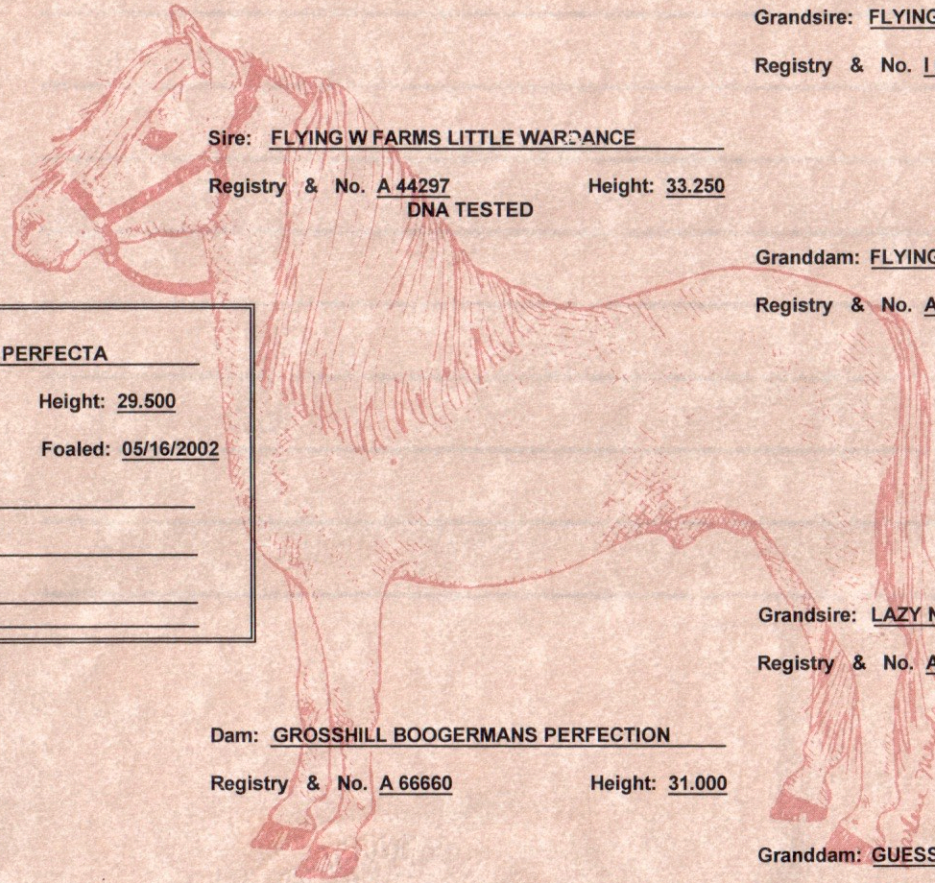 Grandsire: FLYING
Registry & No. I
Sire: FLYING W FARMS LITTLE WARDANCE
Registry & No. A 44297 Height: 33.250
DNA TESTED
Granddam: FLYING
Registry & No. A
PERFECTA
Height: 29.500
Foaled: 05/16/2002
Grandsire: LAZY N
Registry & No. A
Dam: GROSSHILL BOOGERMANS PERFECTION
Registry & No. A 66660 Height: 31.000
Granddam: GUESS